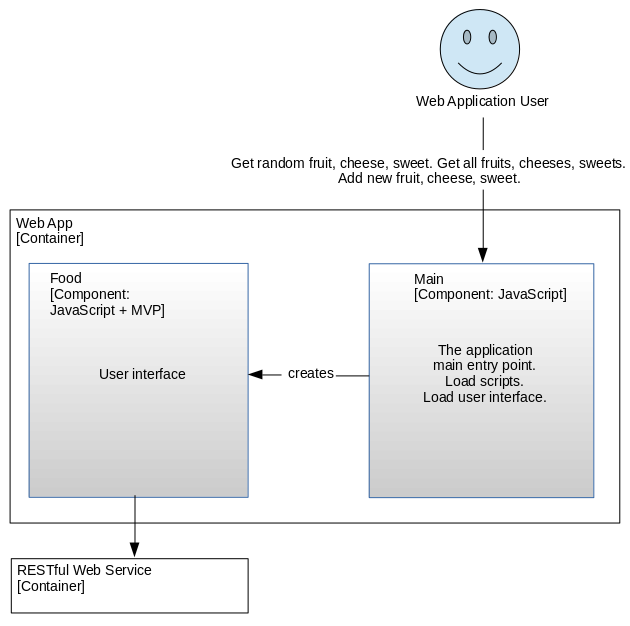 Web Application User
Get random fruit, cheese, sweet. Get all fruits, cheeses, sweets.
Add new fruit, cheese, sweet.
Web App
[Container]
Food
[Component:
JavaScript + MVP]
User interface
creates
Main
[Component: JavaScript]
The application
main entry point.
Load scripts.
Load user interface.
RESTful Web Service
[Container]